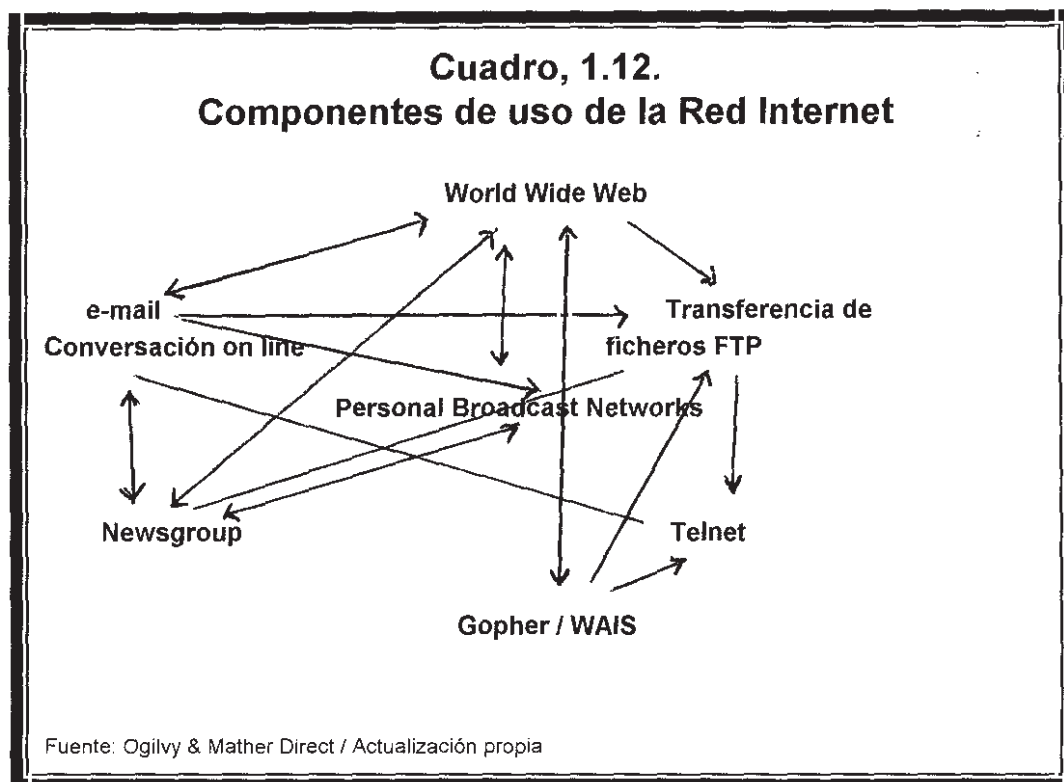 Cuadro, 1.12.
Componentes de uso de la Red Internet
World Wide Web
e-mail
Conversación on line
Transferencia de
ficheros FTP
Personal Broadcast Networks
Newsgroup
Telnet
Gopher / WAIS
Fuente: Ogilvy & Mather Direct / Actualización propia